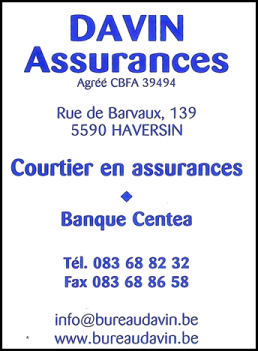 DAVIN
Assurances
Agréé CBFA 39494
Rue de Barvaux, 139
5590 HAVERSIN
Courtier en assurances
Banque Centea
Tél. 083 68 82 32
Fax 083 68 86 58
info@bureaudavin.be
www.bureaudavin.be